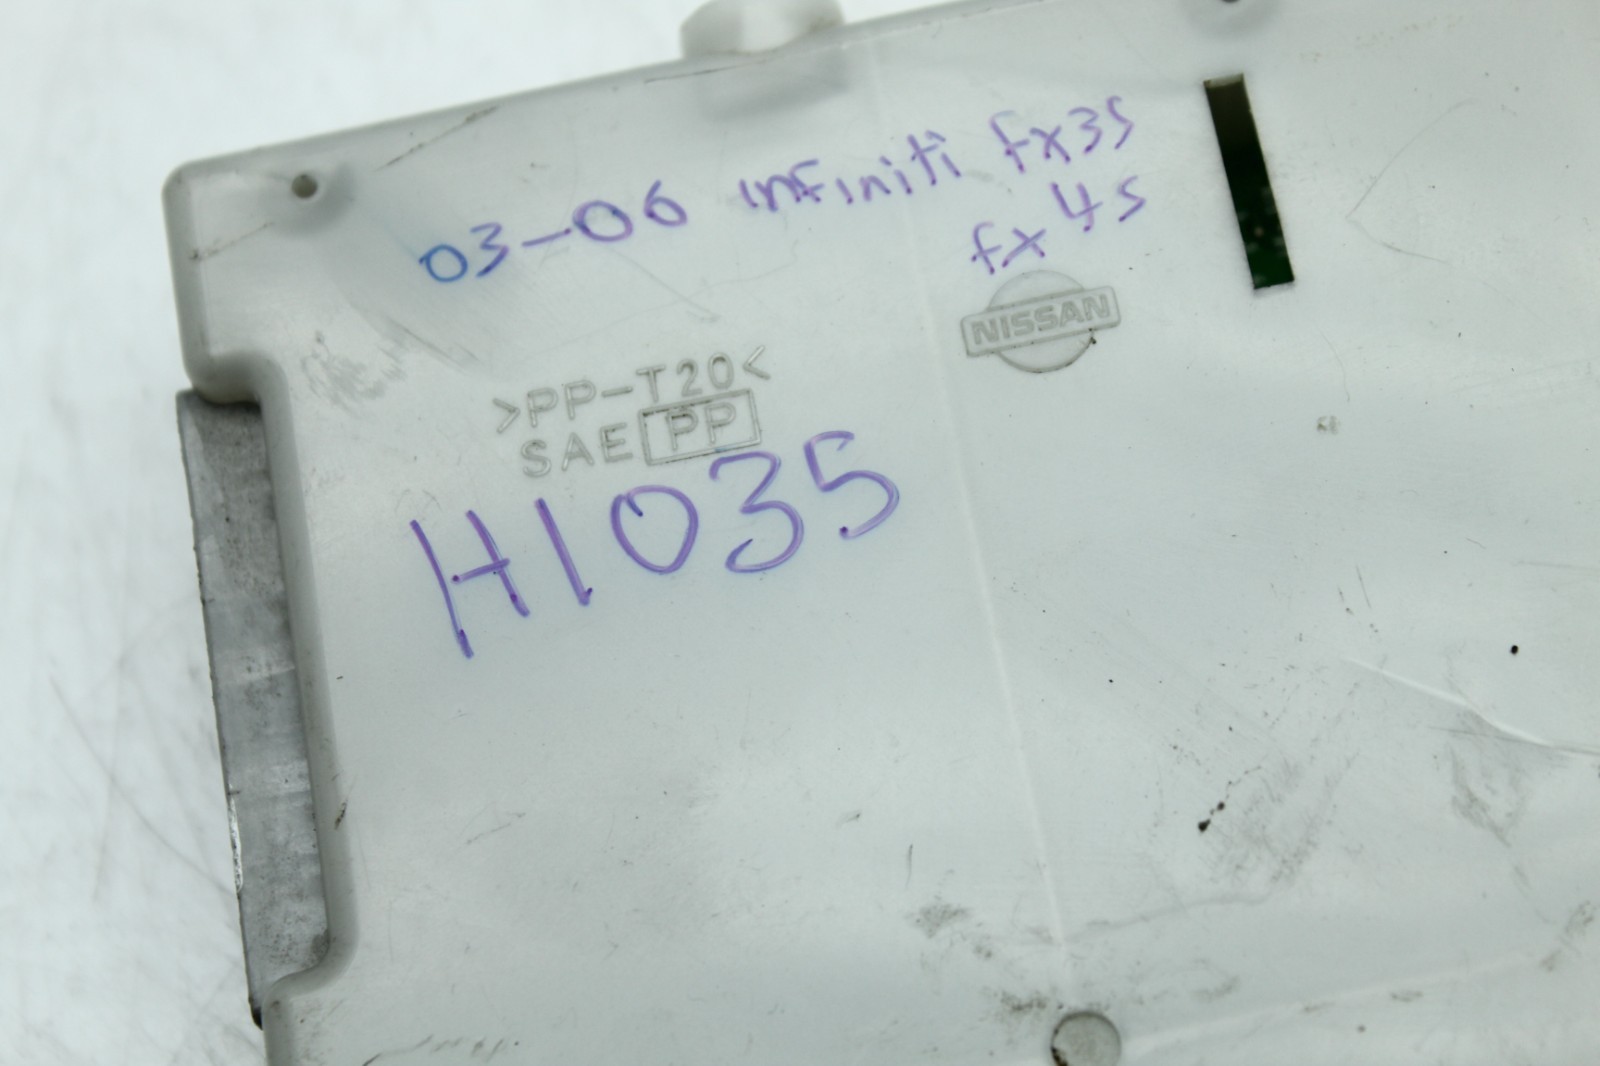 03-06 infiniti fx35
fx45
NISSAN
>PP-T20<
SAE PP
H1035